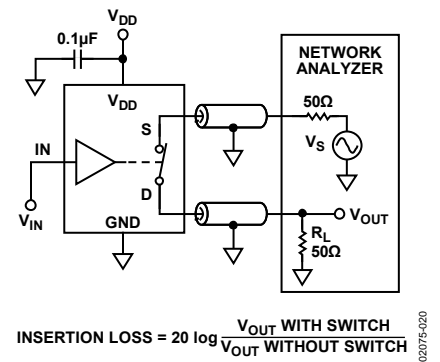 VDD
0.1µF
VDD
IN
S
D
VIN
GND
NETWORK
ANALYZER
50Ω
VS
VOUT
RL
50Ω
INSERTION LOSS = 20 log VOUT WITH SWITCH
VOUT WITHOUT SWITCH
02075-020